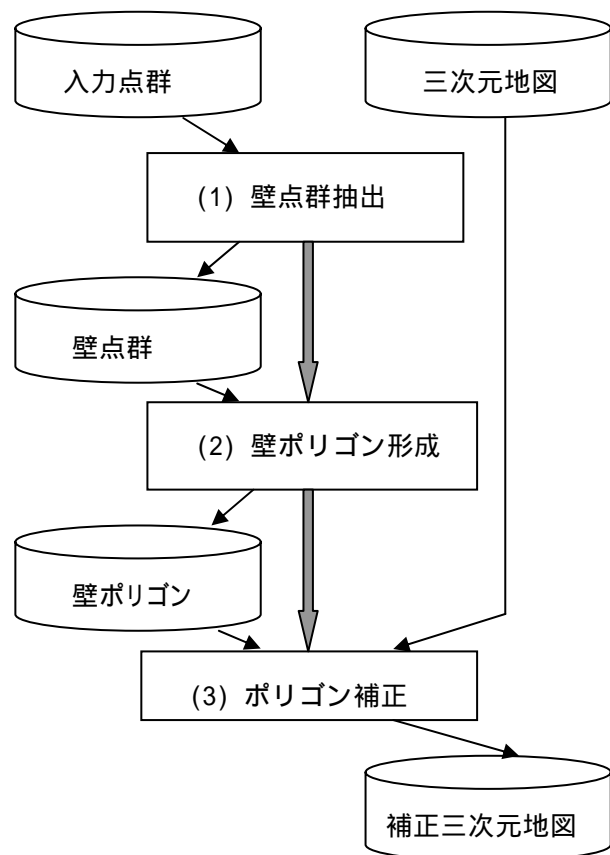 入力点群
三次元地図
(1) 壁点群抽出
壁点群
(2) 壁ポリゴン形成
壁ポリゴン
(3) ポリゴン補正
補正三次元地図